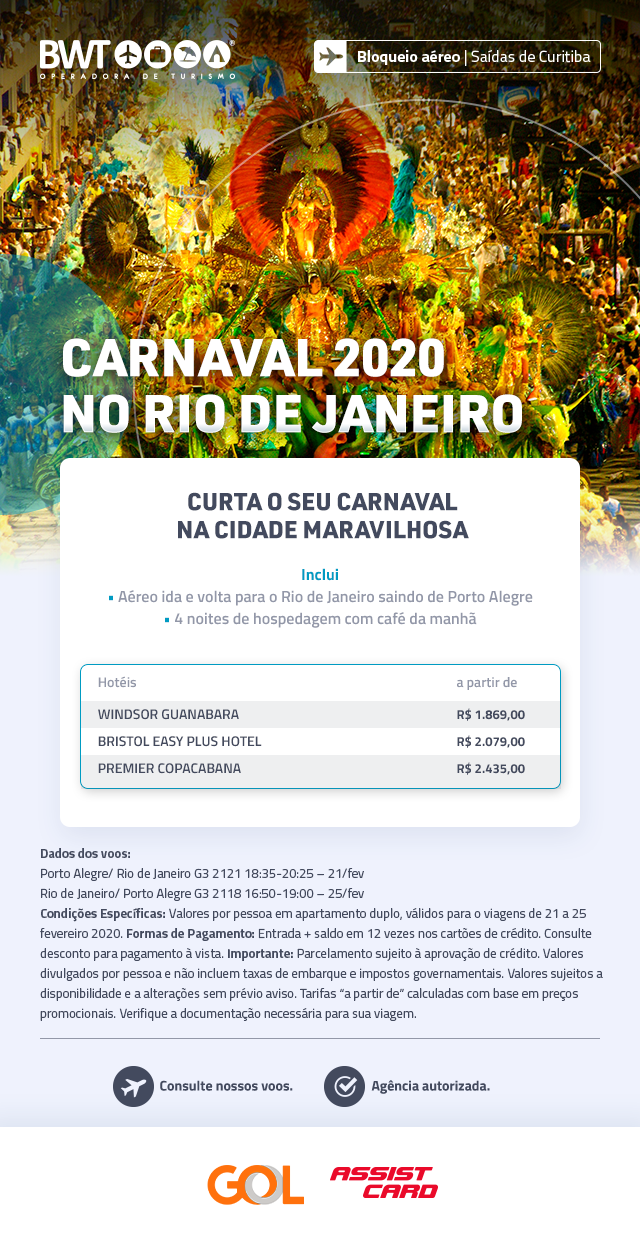 BWT
OPERADORA DE TURISMO
Bloqueio aéreo | Saídas de Curitiba
CARNAVAL 2020
NO RIO DE JANEIRO
CURTA O SEU CARNAVAL
NA CIDADE MARAVILHOSA
Inclui
▪ Aéreo ida e volta para o Rio de Janeiro saindo de Porto Alegre
▪ 4 noites de hospedagem com café da manhã
Hotéis a partir de
WINDSOR GUANABARA R$ 1.869,00
BRISTOL EASY PLUS HOTEL R$ 2.079,00
PREMIER COPACABANA R$ 2.435,00
Dados dos voos:
Porto Alegre/ Rio de Janeiro G3 2121 18:35-20:25 – 21/fev
Rio de Janeiro/ Porto Alegre G3 2118 16:50-19:00 – 25/fev
Condições Específicas: Valores por pessoa em apartamento duplo, válidos para o viagens de 21 a 25
fevereiro 2020. Formas de Pagamento: Entrada + saldo em 12 vezes nos cartões de crédito. Consulte
desconto para pagamento à vista. Importante: Parcelamento sujeito à aprovação de crédito. Valores
divulgados por pessoa e não incluem taxas de embarque e impostos governamentais. Valores sujeitos a
disponibilidade e a alterações sem prévio aviso. Tarifas “a partir de” calculadas com base em preços
promocionais. Verifique a documentação necessária para sua viagem.
Consulte nossos voos. Agência autorizada.
GOL ASSIST
CARD